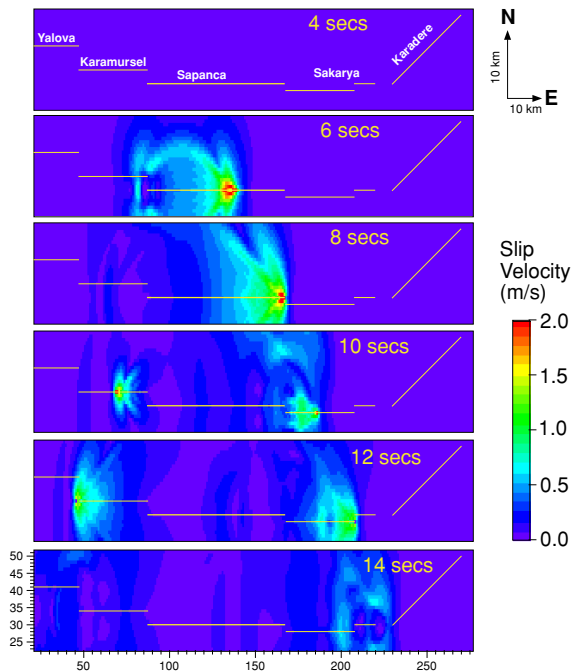 4 secs
N
Yalova
Karamursel
Sapanca
Sakarya
Karadere
10 km
E
10 km
6 secs
8 secs
Slip
Velocity
(m/s)
2.0
1.5
1.0
0.5
0.0
10 secs
12 secs
14 secs
50
45
40
35
30
25
50 100 150 200 250